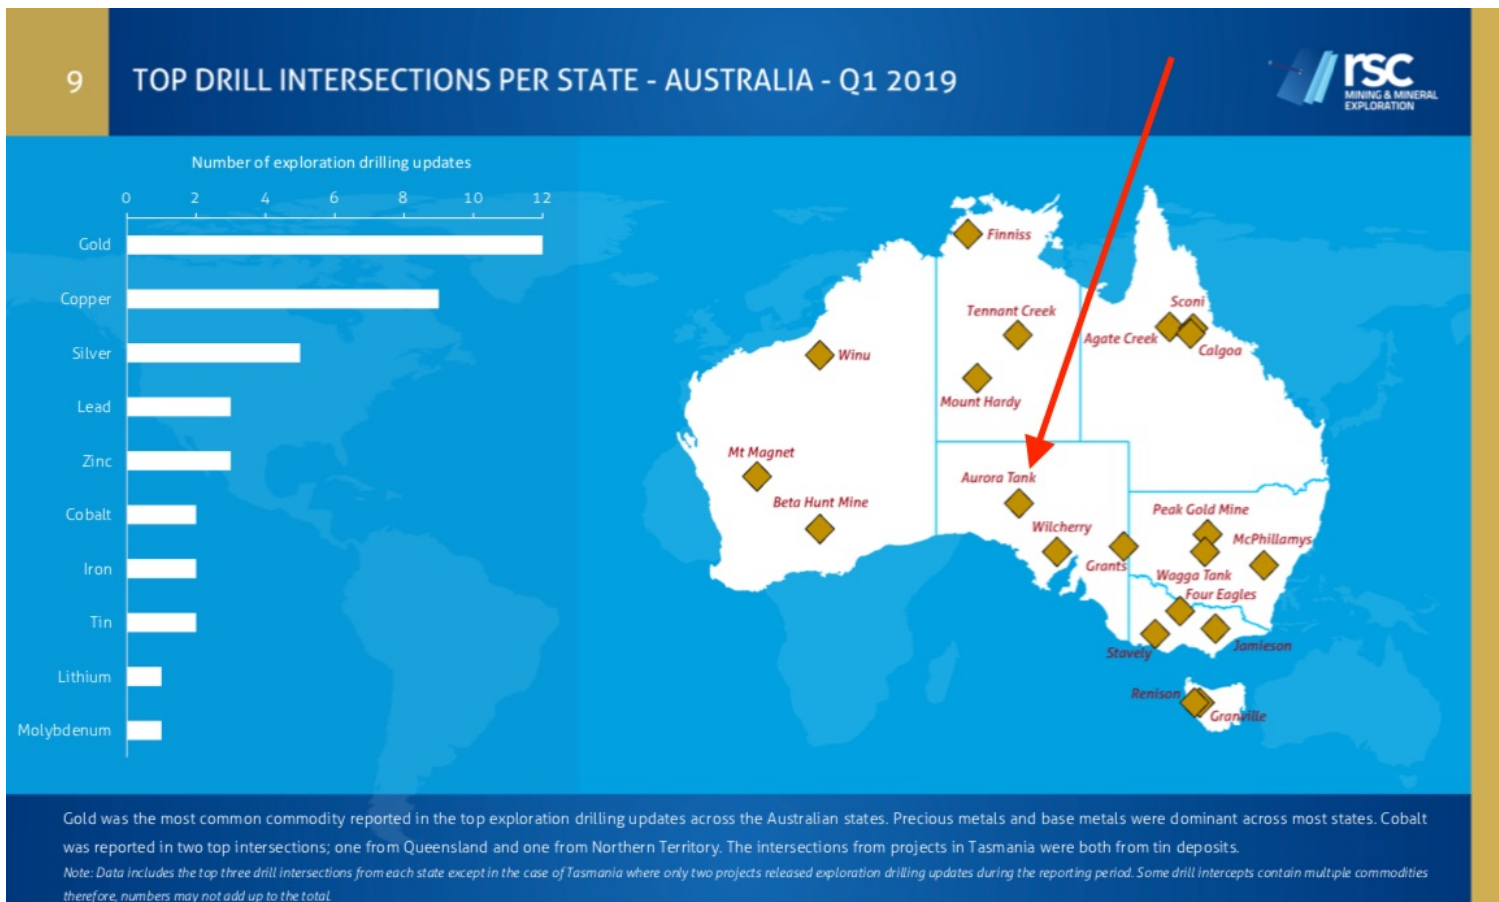 9
TOP DRILL INTERSECTIONS PER STATE - AUSTRALIA - Q1 2019
rsc
MINING & MINERAL
EXPLORATION
Number of exploration drilling updates
0 2 4 6 8 10 12
Gold
Copper
Silver
Lead
Zinc
Cobalt
Iron
Tin
Lithium
Molybdenum
Finniss
Tennant Creek
Mount Hardy
Winu
Sconi
Agate Creek
Calgoa
Mt Magnet
Beta Hunt Mine
Aurora Tank
Wilcherry
Grants
Peak Gold Mine
McPhillamys
Wagga Tank
Four Eagles
Stavely
Jamieson
Renison
Granville
Gold was the most common commodity reported in the top exploration drilling updates across the Australian states. Precious metals and base metals were dominant across most states. Cobalt
was reported in two top intersections; one from Queensland and one from Northern Territory. The intersections from projects in Tasmania were both from tin deposits.
Note: Data includes the top three drill intersections from each state except in the case of Tasmania where only two projects released exploration drilling updates during the reporting period. Some drill intercepts contain multiple commodities
therefore, numbers may not add up to the total.